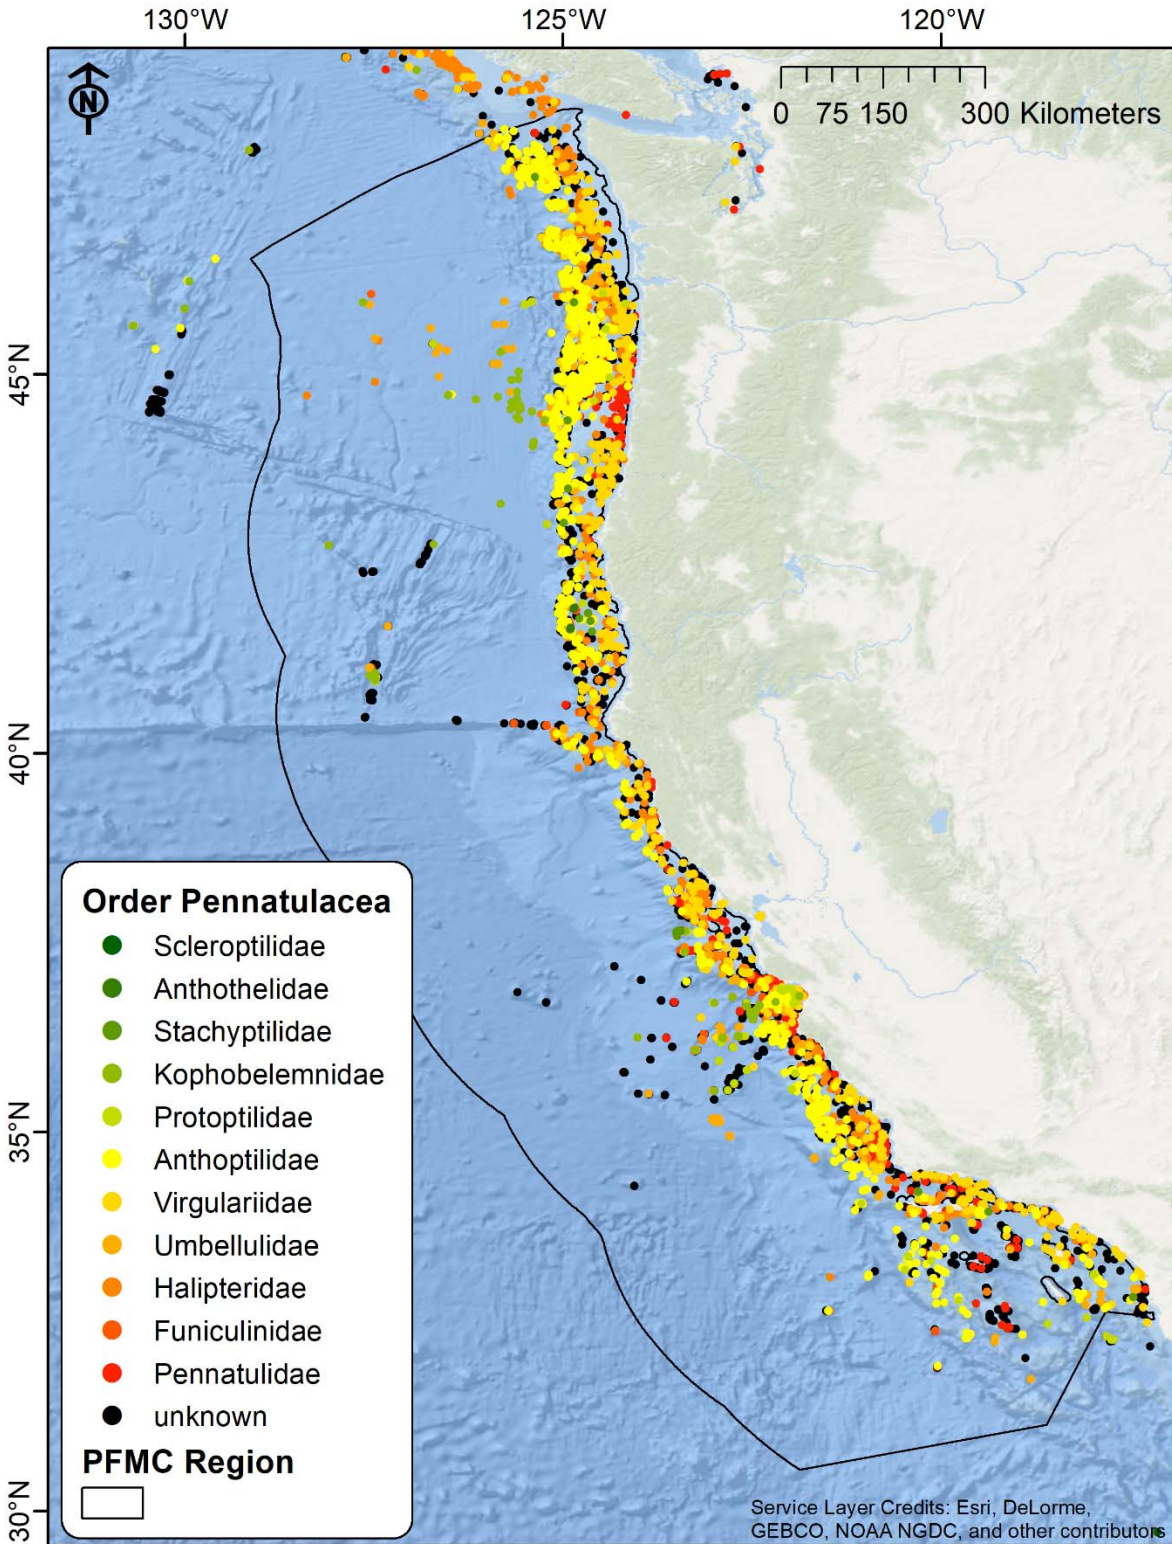 130°W 125°W 120°W
N
0 75 150 300 Kilometers
45°N
40°N
35°N
30°N
Order Pennatulacea
Scleroptilidae
Anthothelidae
Stachyptilidae
Kophobelemnidae
Protoptilidae
Anthoptilidae
Virgulariidae
Umbellulidae
Halipteridae
Funiculinidae
Pennatulidae
unknown
PFMC Region
Service Layer Credits: Esri, DeLorme,
GEBCO, NOAA NGDC, and other contributors